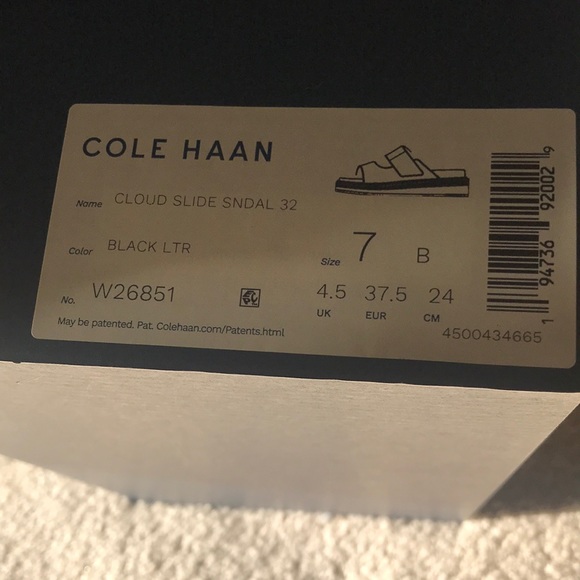 COLE HAAN
Name CLOUD SLIDE SNDAL 32
Color BLACK LTR
Size 7 B
No. W26851
4.5 37.5 24
UK EUR CM
May be patented. Pat. Colehaan.com/Patents.html
4500434665
1 94736 92002 9